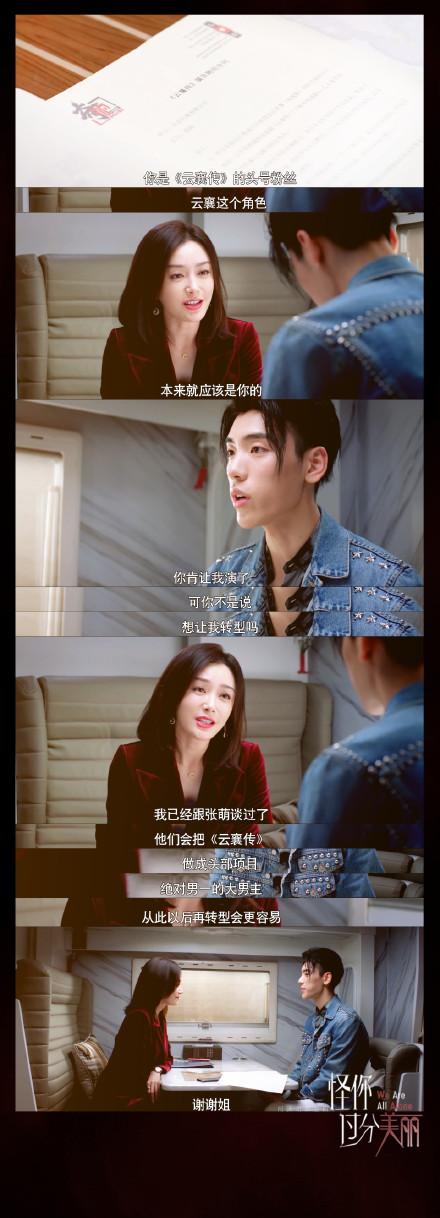 你是《云襄传》的头号粉丝
云襄这个角色
本来就应该是你的
你肯让我演了
可你不是说
想让我转型吗
我已经跟张萌谈过了
他们会把《云襄传》
做成头部项目
绝对男一的大男主
从此以后再转型会更容易
谢谢姐
怪你
We Are
All Alone
过分美丽